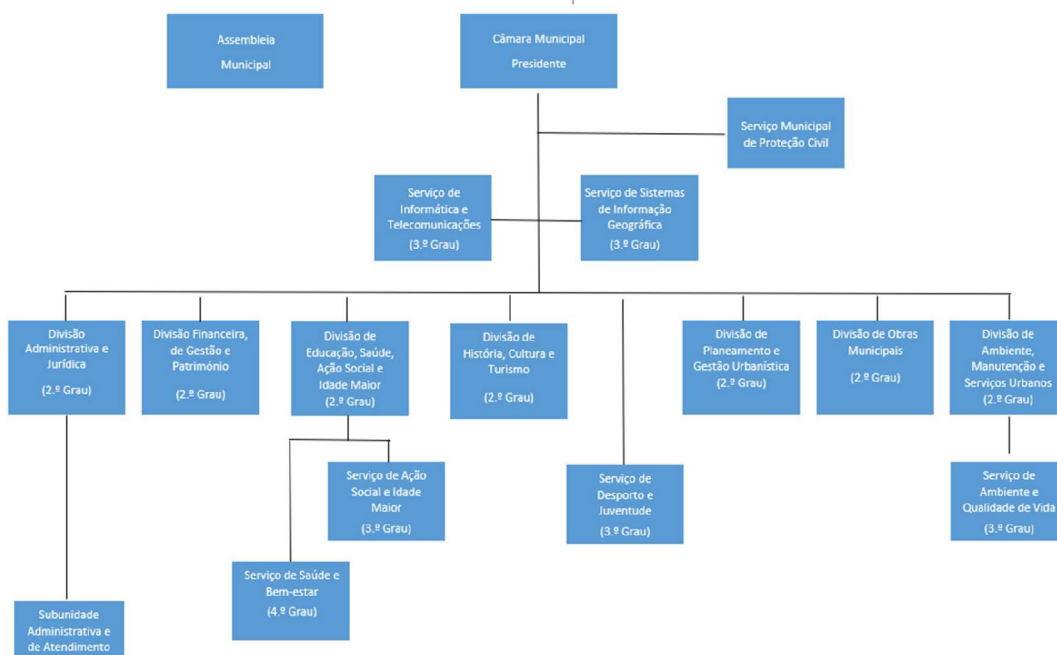 Assembleia
Municipal
Câmara Municipal
Presidente
Serviço Municipal
de Proteção Civil
Serviço de
Informática e
Telecomunicações
(3.º Grau)
Serviço de Sistemas
de Informação
Geográfica
(3.º Grau)
Divisão
Administrativa e
Jurídica
(2.º Grau)
Divisão Financeira,
de Gestão e
Património
(2.º Grau)
Divisão de
Educação, Saúde,
Ação Social e
Idade Maior
(2.º Grau)
Divisão de
História, Cultura e
Turismo
(2.º Grau)
Divisão de
Planeamento e
Gestão Urbanística
(2.º Grau)
Divisão de Obras
Municipais
(2.º Grau)
Divisão de
Ambiente,
Manutenção e
Serviços Urbanos
(2.º Grau)
Serviço de Ação
Social e Idade
Maior
(3.º Grau)
Serviço de
Desporto e
Juventude
(3.º Grau)
Serviço de
Ambiente e
Qualidade de Vida
(3.º Grau)
Serviço de Saúde e
Bem-estar
(4.º Grau)
Subunidade
Administrativa e
de Atendimento